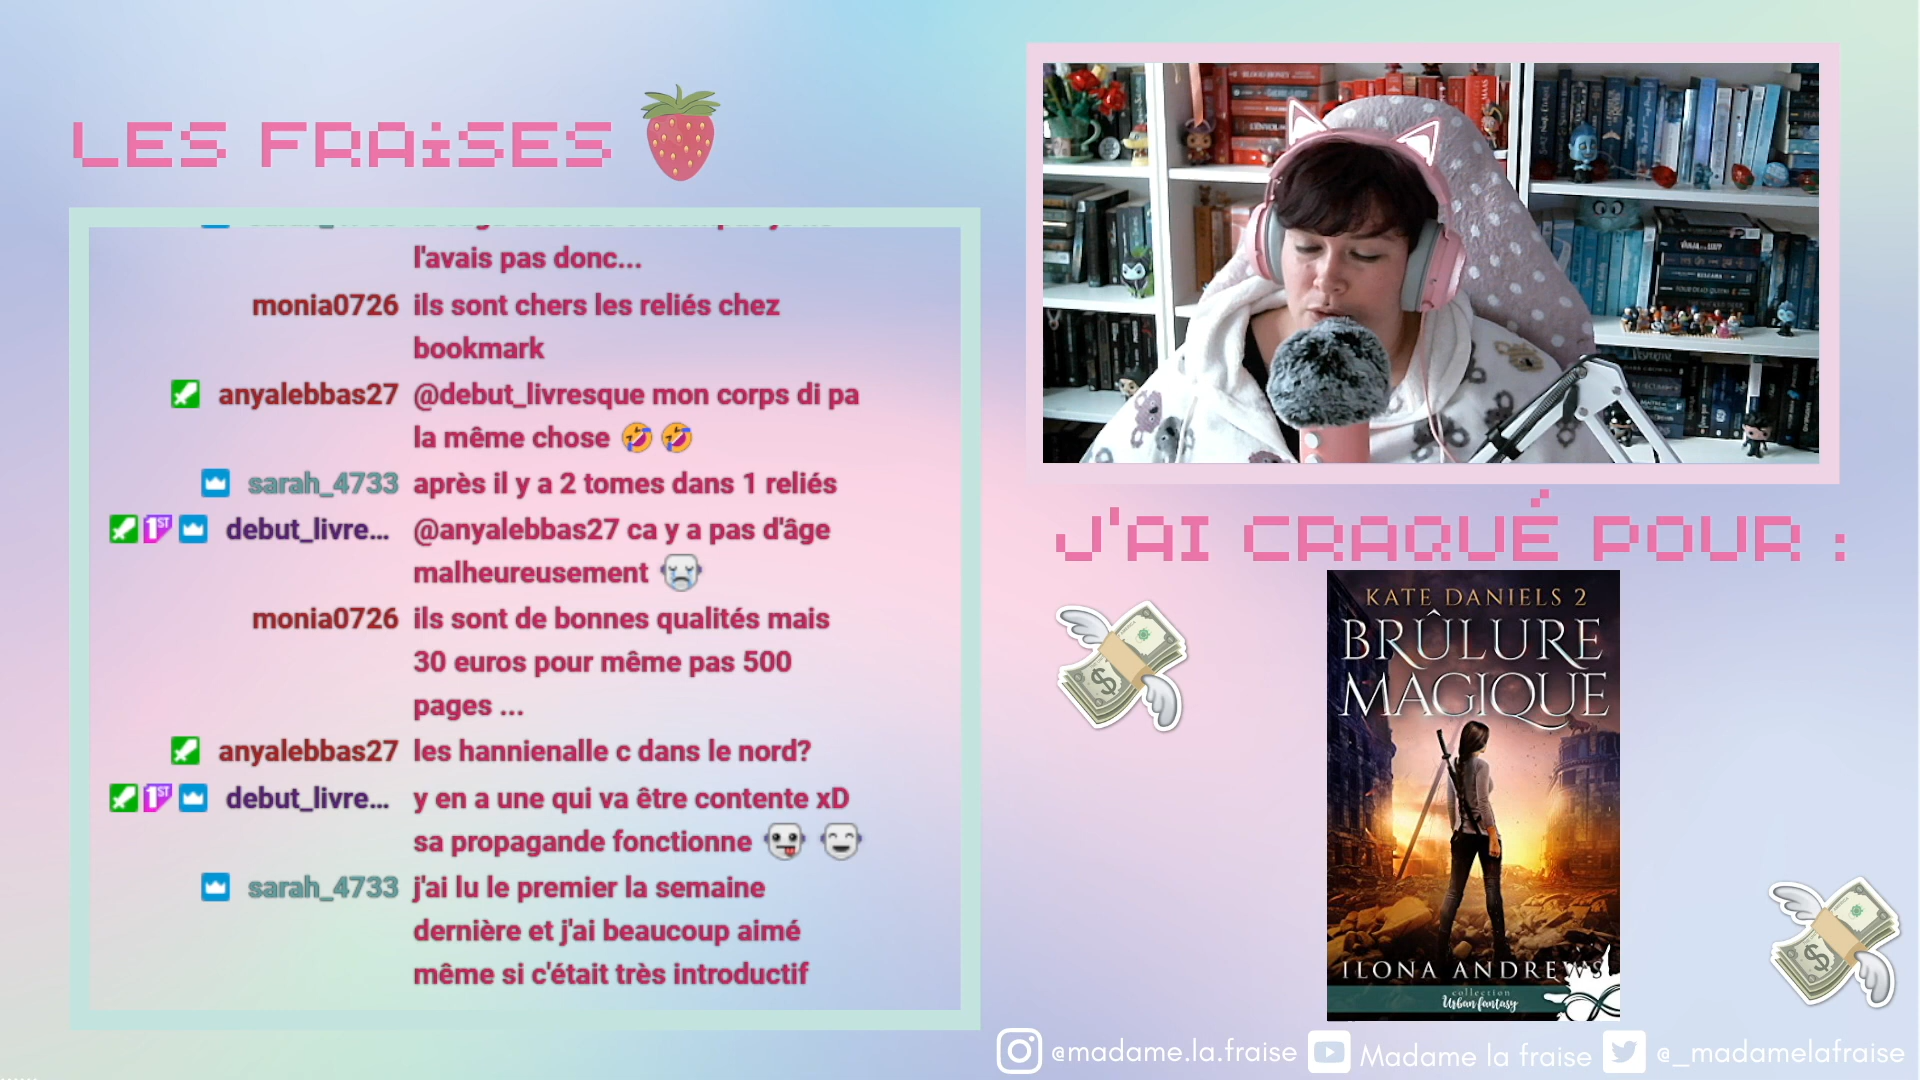 LES FRAiSES
l'avais pas donc...
monia0726 ils sont chers les reliés chez
bookmark
anyalebbas27 @debut_livresque mon corps di pa
la même chose 🤣 🤣
sarah_4733 après il y a 2 tomes dans 1 reliés
1ST debut_livre... @anyalebbas27 ca y a pas d'âge
malheureusement
monia0726 ils sont de bonnes qualités mais
30 euros pour même pas 500
pages ...
anyalebbas27 les hannienalle c dans le nord?
1ST debut_livre... y en a une qui va être contente xD
sa propagande fonctionne
sarah_4733 j'ai lu le premier la semaine
dernière et j'ai beaucoup aimé
même si c'était très introductif
J'AI CRAQUÉ POUR :
KATE DANIELS 2
BRÛLURE
MAGIQUE
ILONA ANDREWS
collection
Urban fantasy
@madame.la.fraise Madame la fraise @_madamelafraise